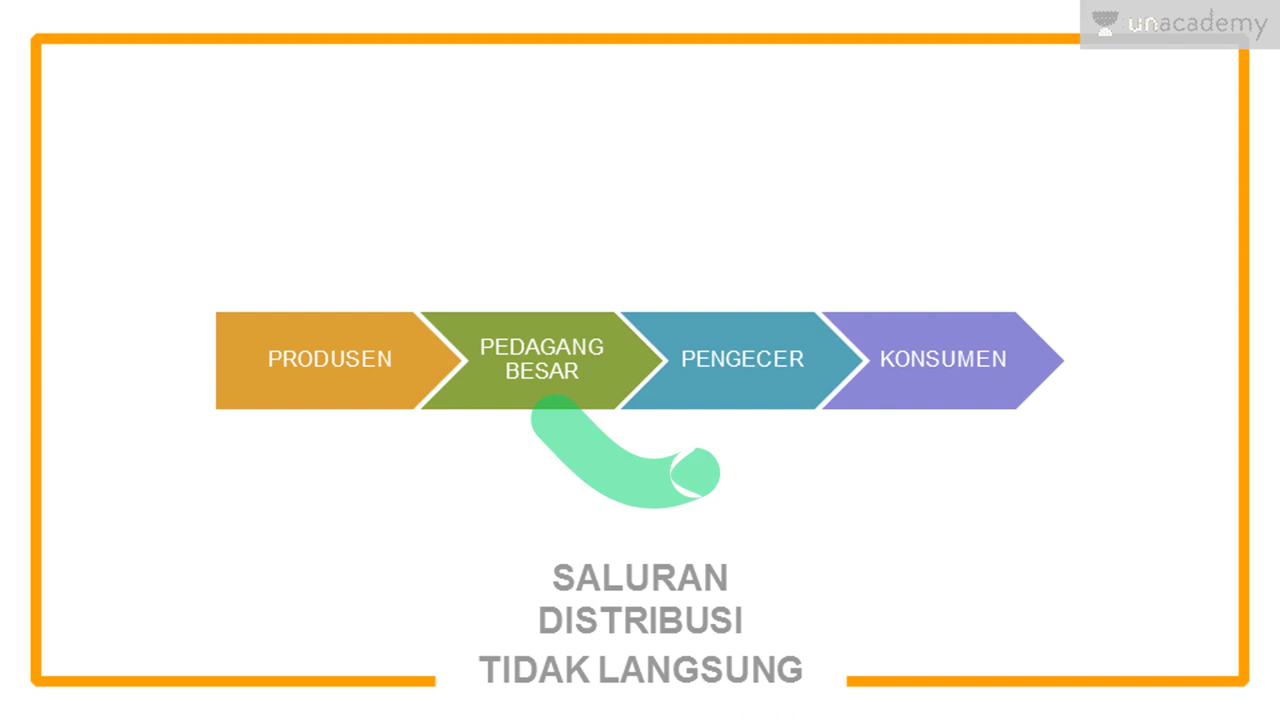 unacademy
PRODUSEN
PEDAGANG
BESAR
PENGECER
KONSUMEN
SALURAN
DISTRIBUSI
TIDAK LANGSUNG